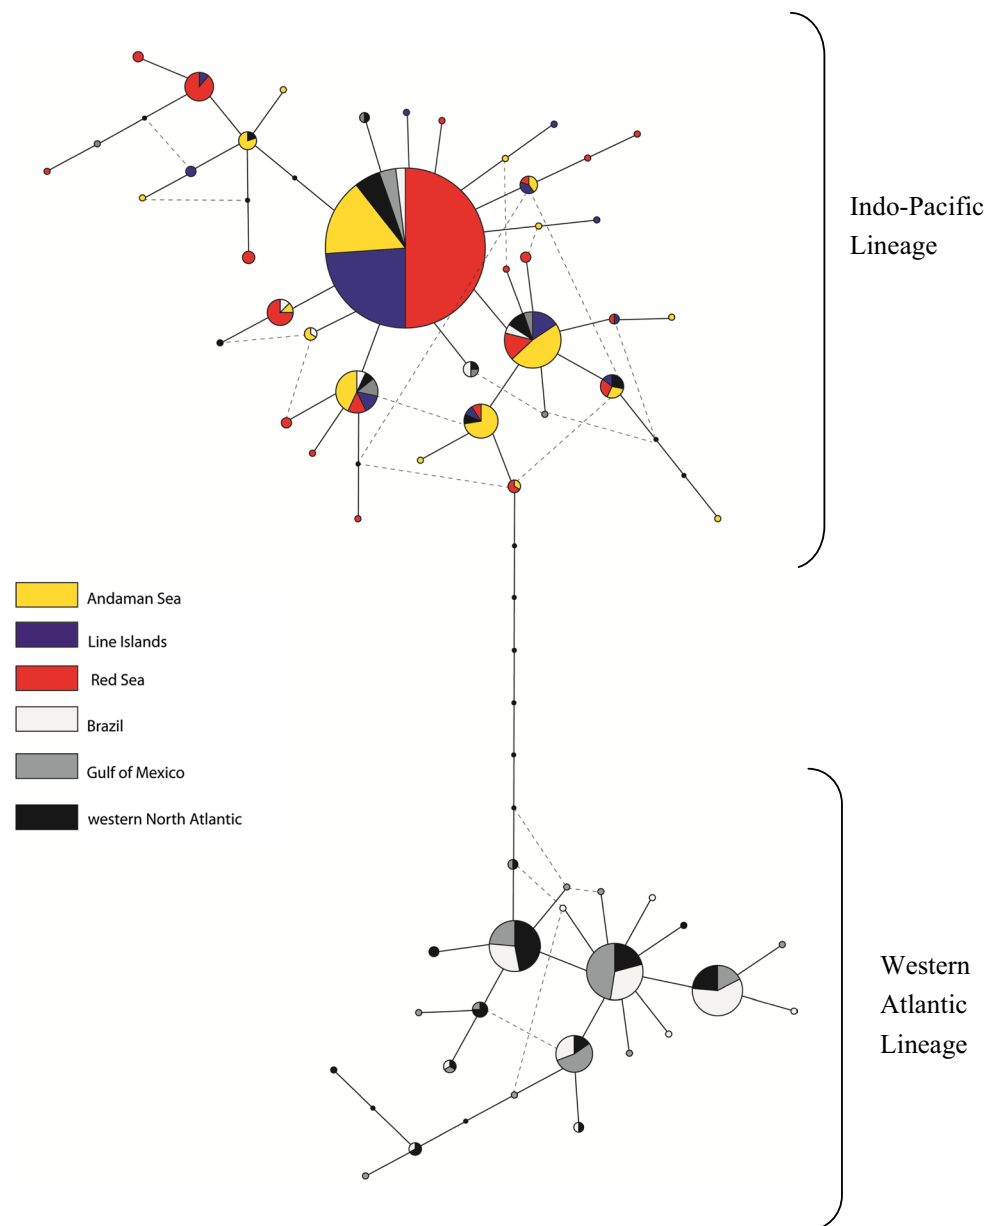 Indo-Pacific
Lineage
Andaman Sea
Line Islands
Red Sea
Brazil
Gulf of Mexico
western North Atlantic
Western
Atlantic
Lineage